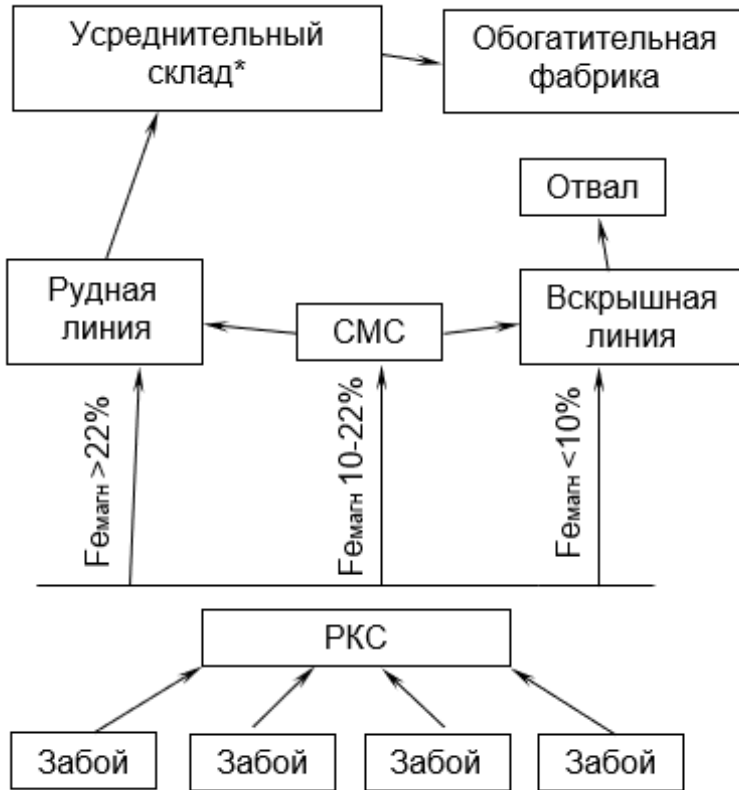 Усреднительный
склад*
Обогатительная
фабрика
Отвал
Рудная
линия
СМС
Вскрышная
линия
Feмагн >22%
Feмагн 10-22%
Feмагн <10%
РКС
Забой
Забой
Забой
Забой